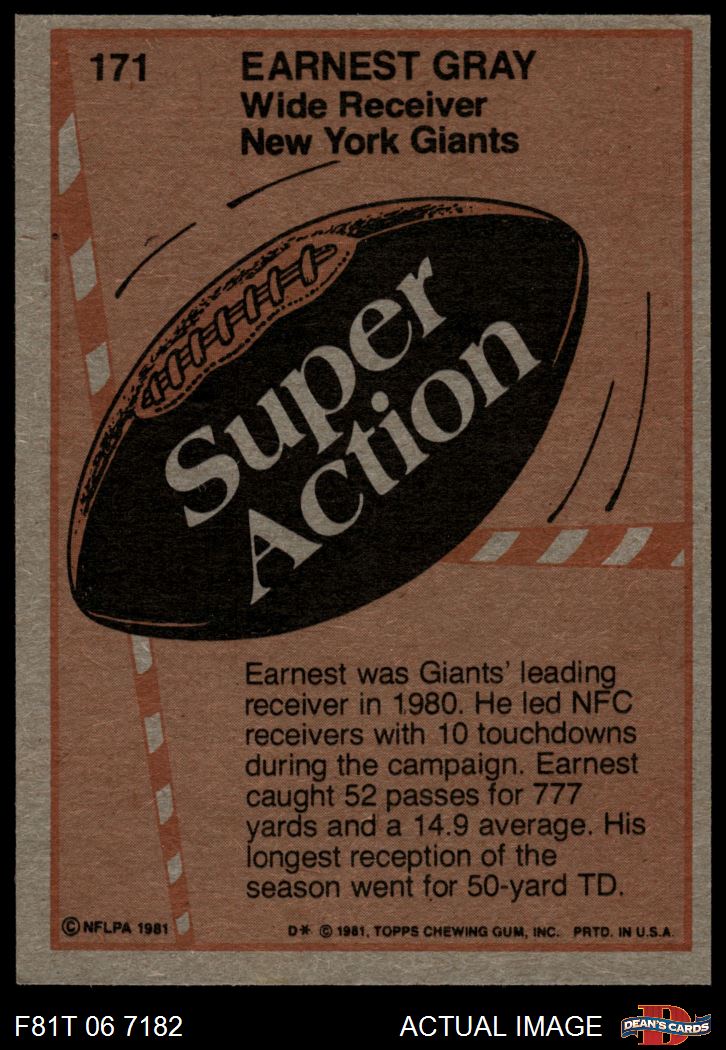 171
EARNEST GRAY
Wide Receiver
New York Giants
Super
Action
Earnest was Giants' leading
receiver in 1980. He led NFC
receivers with 10 touchdowns
during the campaign. Earnest
caught 52 passes for 777
yards and a 14.9 average. His
longest reception of the
season went for 50-yard TD.
© NFLPA 1981
D* © 1981, TOPPS CHEWING GUM, INC. PRTD. IN U.S.A.
F81T 06 7182
ACTUAL IMAGE
D
DEAN'S CARDS